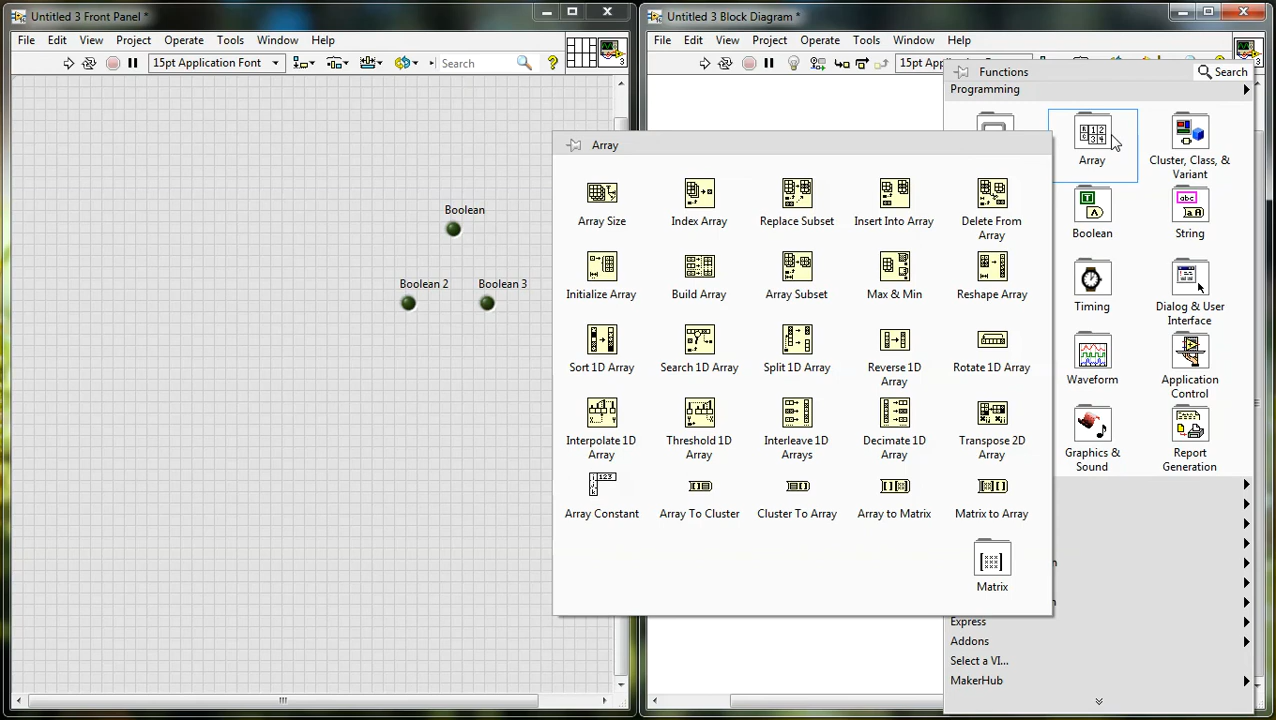 Untitled 3 Front Panel *
File Edit View Project Operate Tools Window Help
15pt Application Font
Search
3
Boolean
Boolean 2
Boolean 3
Untitled 3 Block Diagram *
File Edit View Project Operate Tools Window Help
3
Functions
Search
Programming
Array
Cluster, Class, &
Variant
Boolean
String
Timing
Dialog & User
Interface
Waveform
Application
Control
Graphics &
Sound
Report
Generation
Express
Addons
Select a VI...
MakerHub
Array
Array Size
Index Array
Replace Subset
Insert Into Array
Delete From
Array
Initialize Array
Build Array
Array Subset
Max & Min
Reshape Array
Sort 1D Array
Search 1D Array
Split 1D Array
Reverse 1D
Array
Rotate 1D Array
Interpolate 1D
Array
Threshold 1D
Array
Interleave 1D
Arrays
Decimate 1D
Array
Transpose 2D
Array
Array Constant
Array To Cluster
Cluster To Array
Array to Matrix
Matrix to Array
Matrix